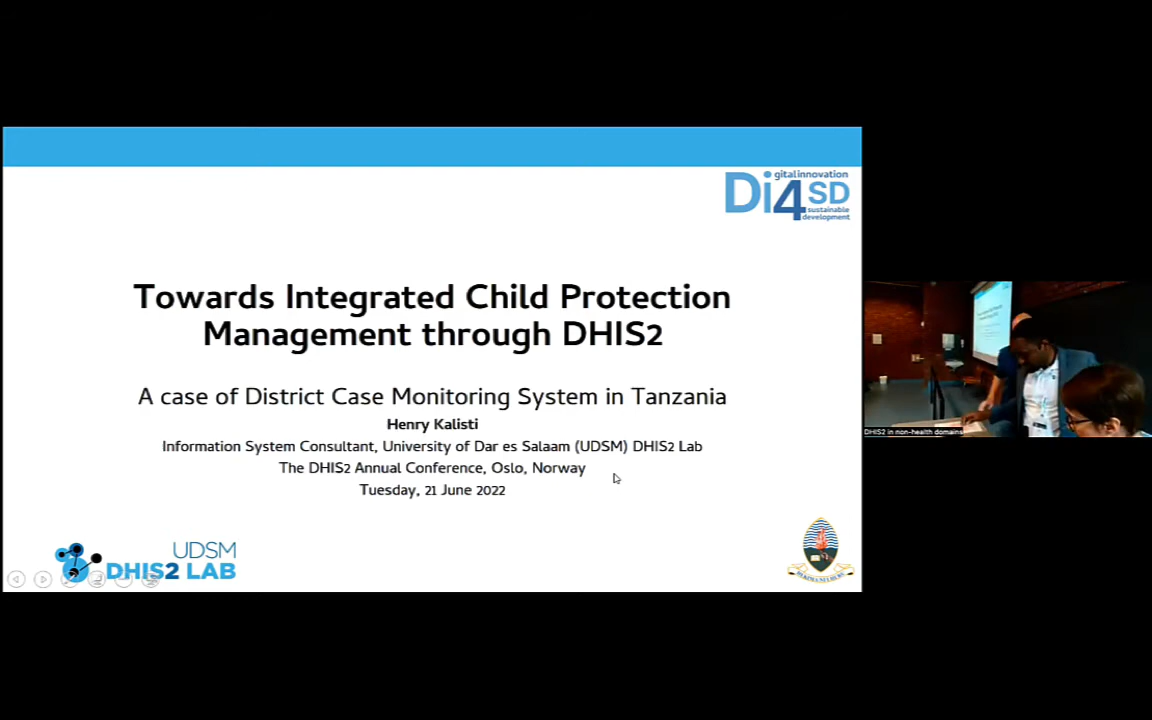 Di4SD
gital innovation
sustainable
development
Towards Integrated Child Protection
Management through DHIS2
A case of District Case Monitoring System in Tanzania
Henry Kalisti
Information System Consultant, University of Dar es Salaam (UDSM) DHIS2 Lab
The DHIS2 Annual Conference, Oslo, Norway
Tuesday, 21 June 2022
UDSM
DHIS2 LAB
DHIS2 in non-health domains